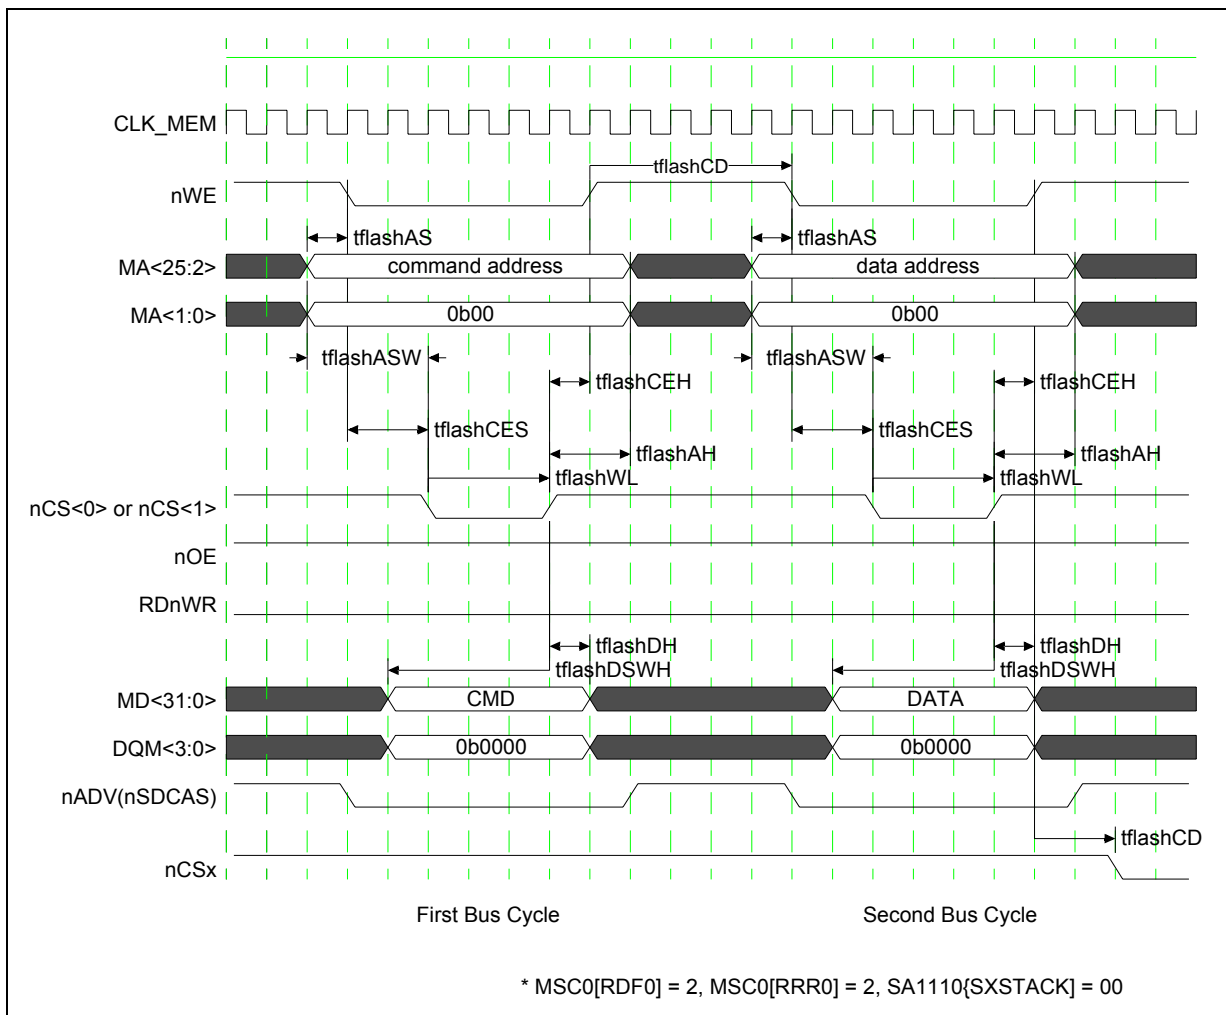 CLK_MEM
tflashCD
nWE
tflashAS tflashAS
MA<25:2> command address data address
MA<1:0> 0b00 0b00
tflashASW tflashASW
tflashCEH tflashCEH
tflashCES tflashCES
tflashAH tflashAH
tflashWL tflashWL
nCS<0> or nCS<1>
nOE
RDnWR
tflashDH tflashDH
tflashDSWH tflashDSWH
MD<31:0> CMD DATA
DQM<3:0> 0b0000 0b0000
nADV(nSDCAS)
tflashCD
nCSx
First Bus Cycle Second Bus Cycle
* MSC0[RDF0] = 2, MSC0[RRR0] = 2, SA1110{SXSTACK] = 00